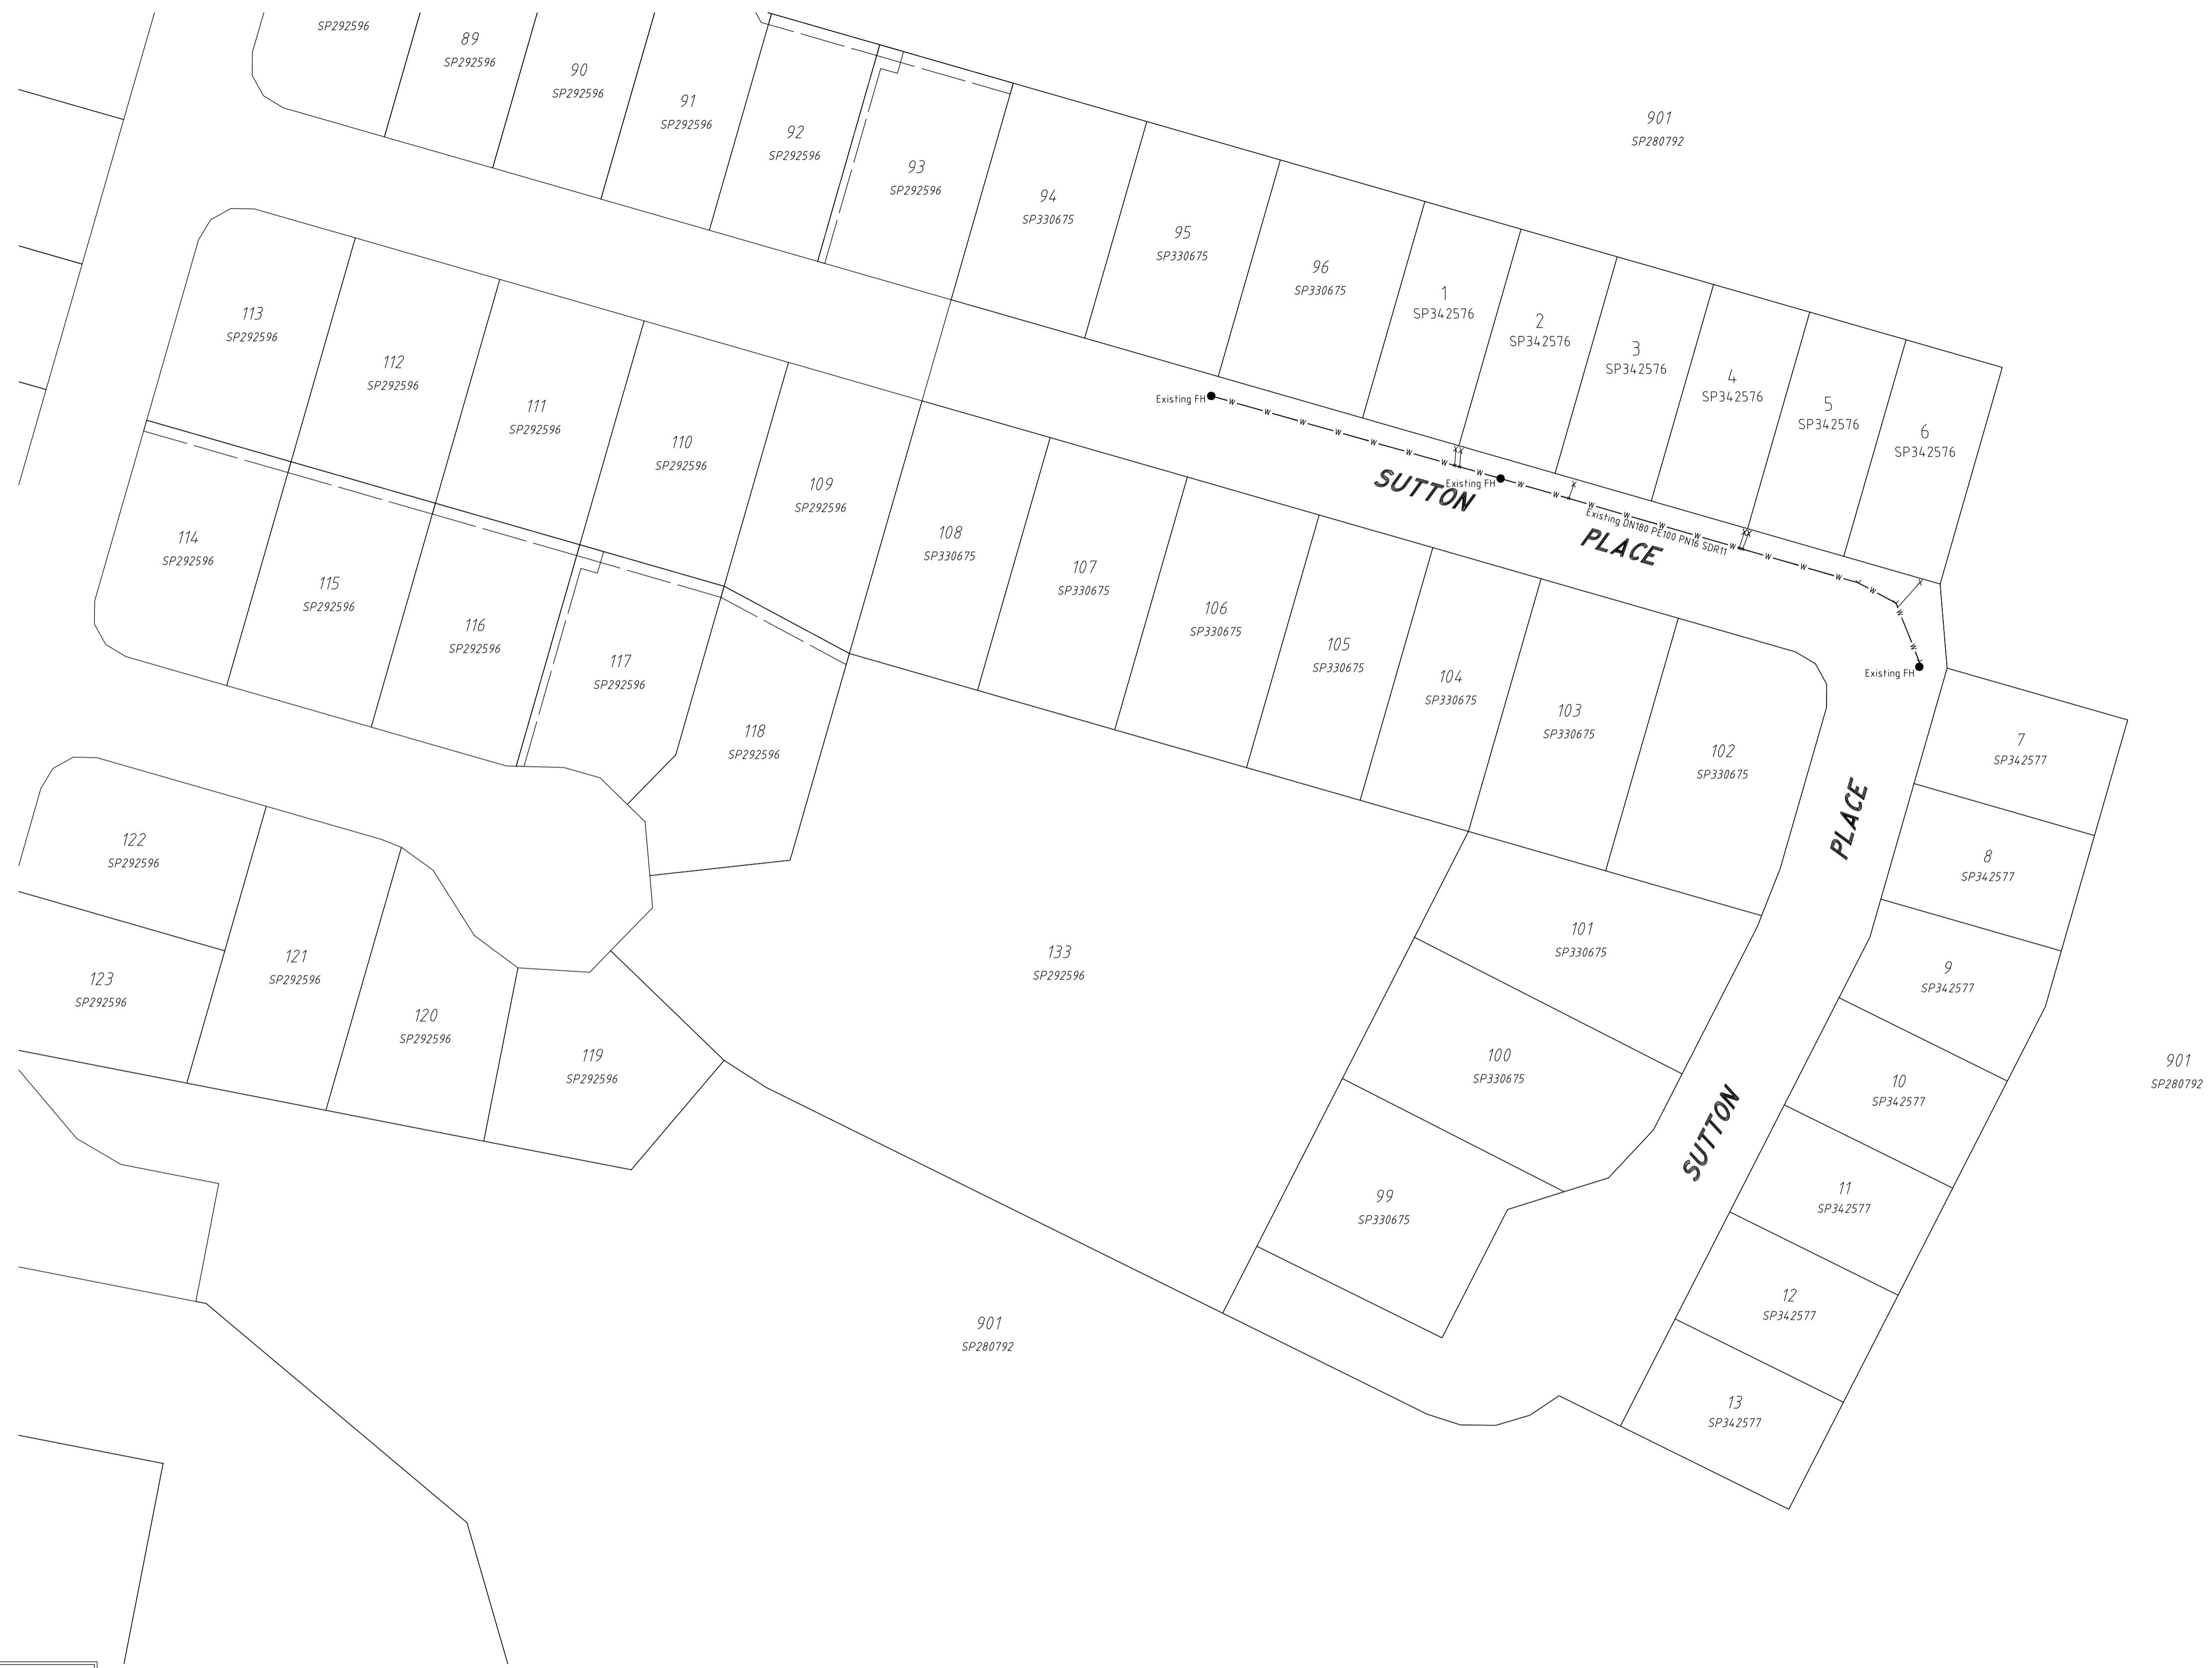 SP292596
89
SP292596
90
SP292596
91
SP292596
92
SP292596
93
SP292596
94
SP330675
95
SP330675
96
SP330675
901
SP280792
1
SP342576
2
SP342576
3
SP342576
4
SP342576
5
SP342576
6
SP342576
113
SP292596
112
SP292596
111
SP292596
110
SP292596
109
SP292596
108
SP330675
107
SP330675
106
SP330675
105
SP330675
104
SP330675
103
SP330675
102
SP330675
Existing FH
Existing FH
Existing DN180 PE100 PN16 SDR11
SUTTON
PLACE
Existing FH
114
SP292596
115
SP292596
116
SP292596
117
SP292596
118
SP292596
7
SP342577
8
SP342577
9
SP342577
10
SP342577
11
SP342577
12
SP342577
13
SP342577
PLACE
SUTTON
122
SP292596
123
SP292596
121
SP292596
120
SP292596
119
SP292596
133
SP292596
101
SP330675
100
SP330675
99
SP330675
901
SP280792
901
SP280792